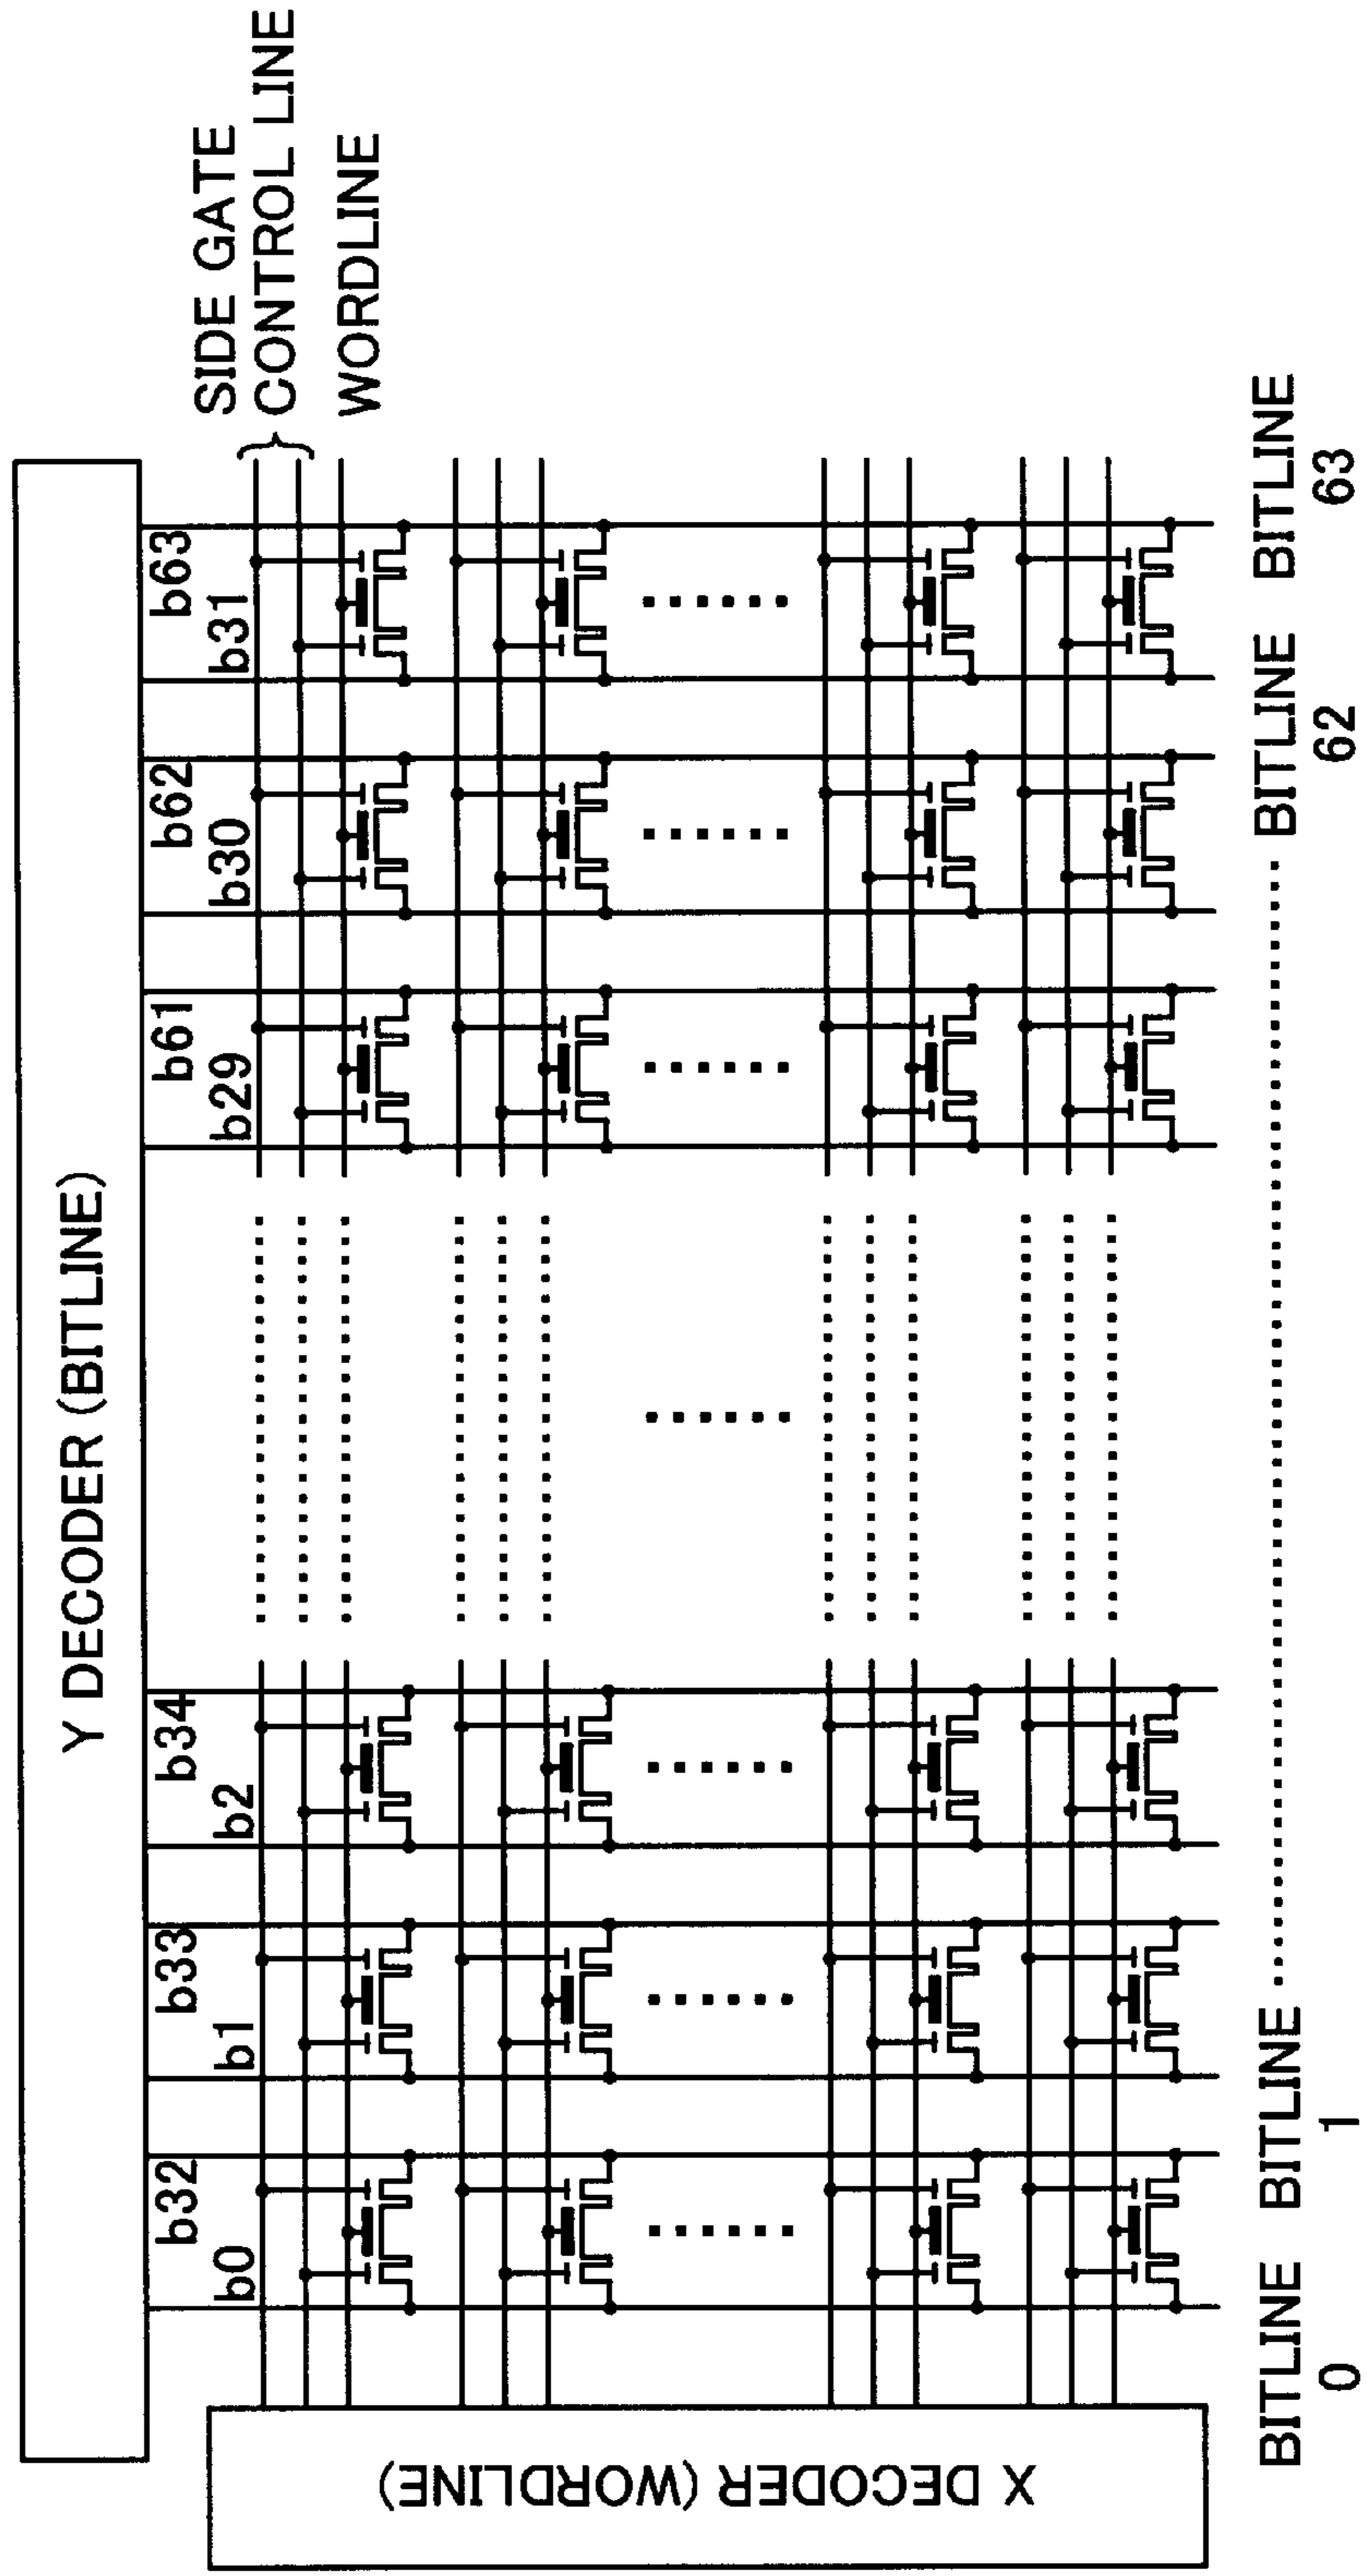 Y DECODER (BITLINE)
SIDE GATE
CONTROL LINE
WORDLINE
b32
b33
b34
b61
b62
b63
b0
b1
b2
b29
b30
b31
X DECODER (WORDLINE)
BITLINE BITLINE BITLINE BITLINE
0 1 62 63